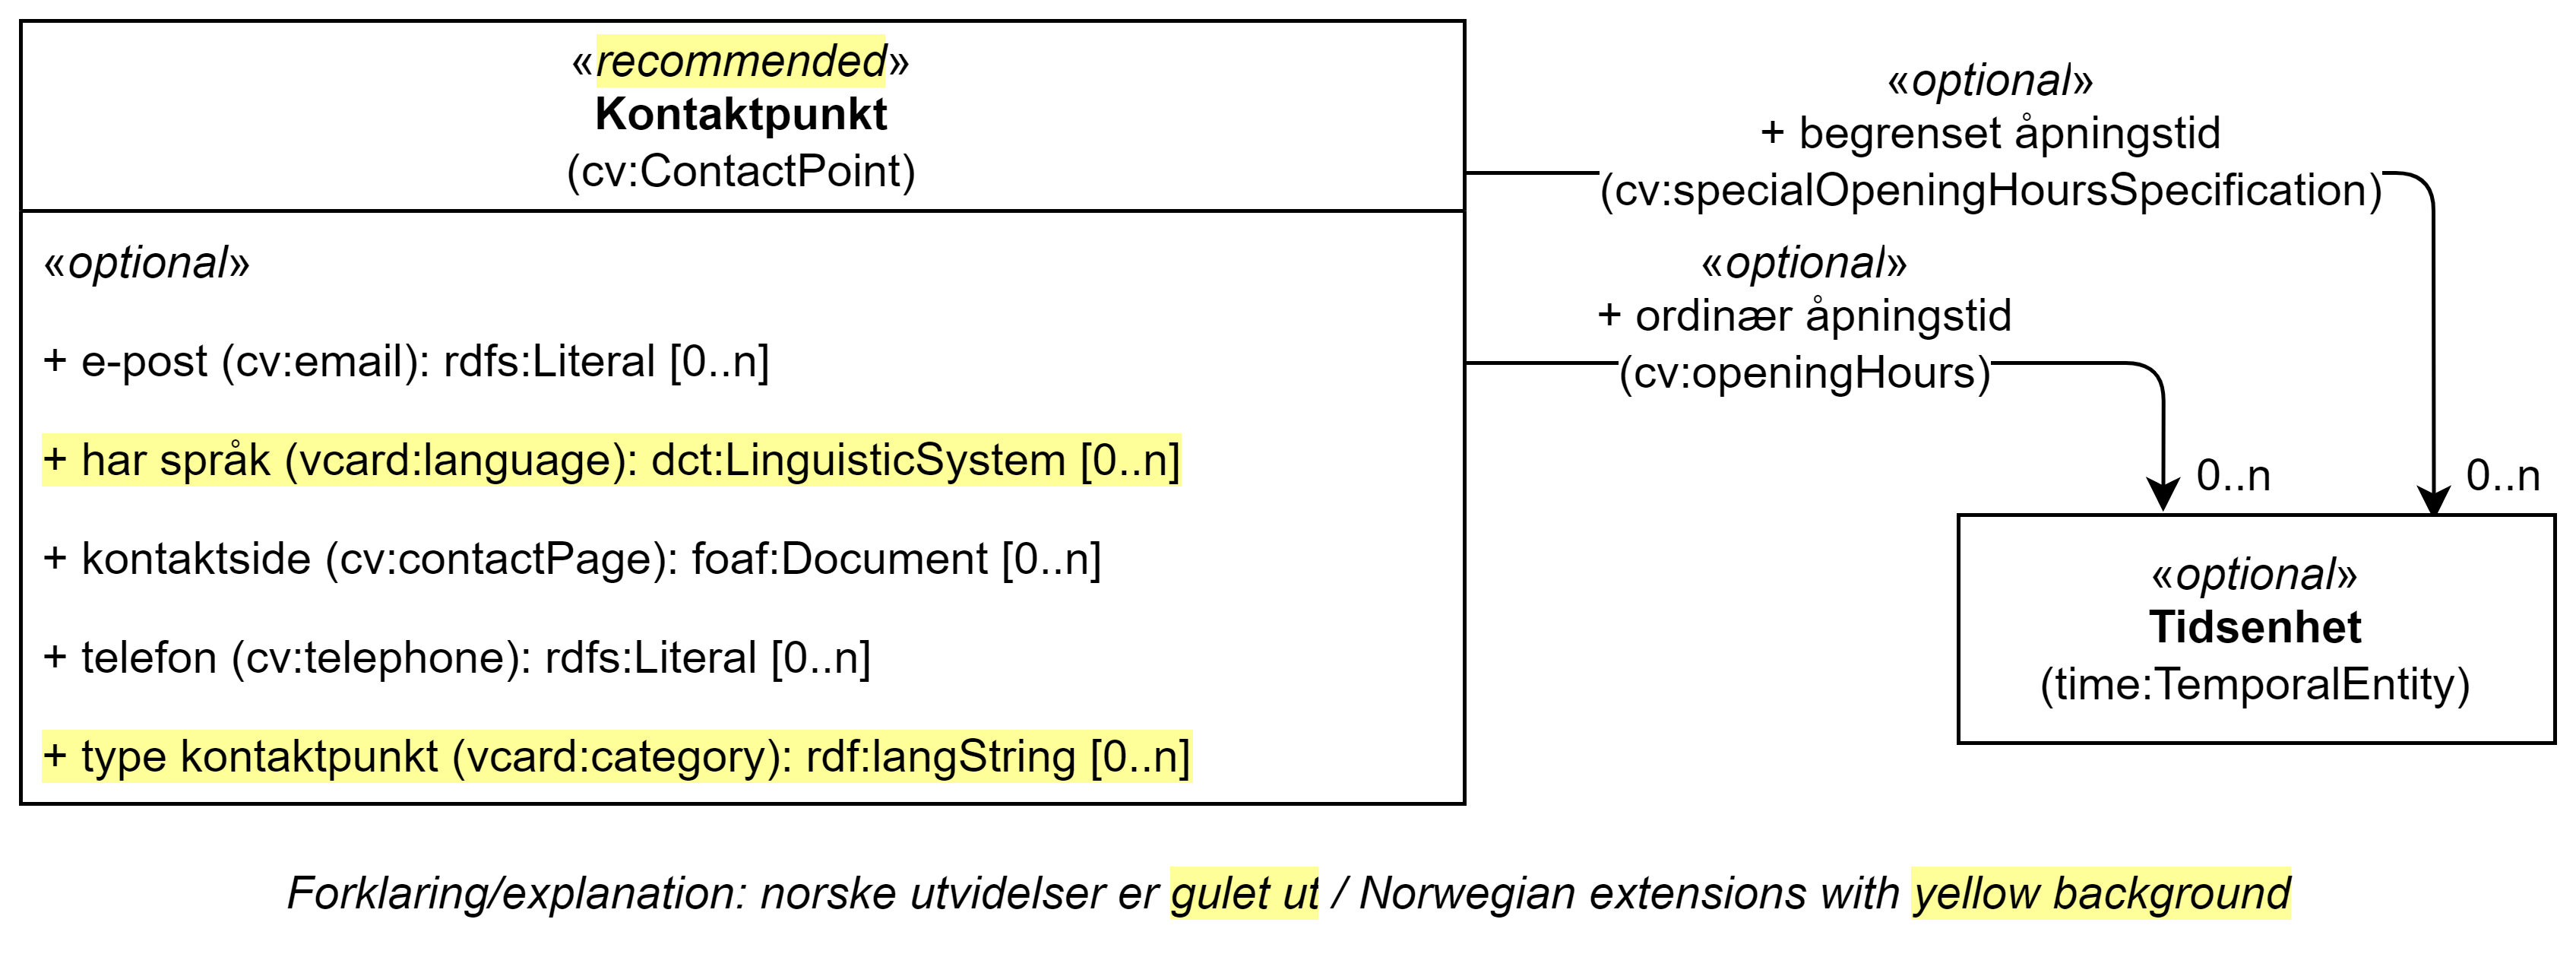 «recommended»
Kontaktpunkt
(cv:ContactPoint)
«optional»
+ e-post (cv:email): rdfs:Literal [0..n]
+ har språk (vcard:language): dct:LinguisticSystem [0..n]
+ kontaktside (cv:contactPage): foaf:Document [0..n]
+ telefon (cv:telephone): rdfs:Literal [0..n]
+ type kontaktpunkt (vcard:category): rdf:langString [0..n]
«optional»
+ begrenset åpningstid
(cv:specialOpeningHoursSpecification)
«optional»
+ ordinær åpningstid
(cv:openingHours)
0..n
0..n
«optional»
Tidsenhet
(time:TemporalEntity)
Forklaring/explanation: norske utvidelser er gulet ut / Norwegian extensions with yellow background